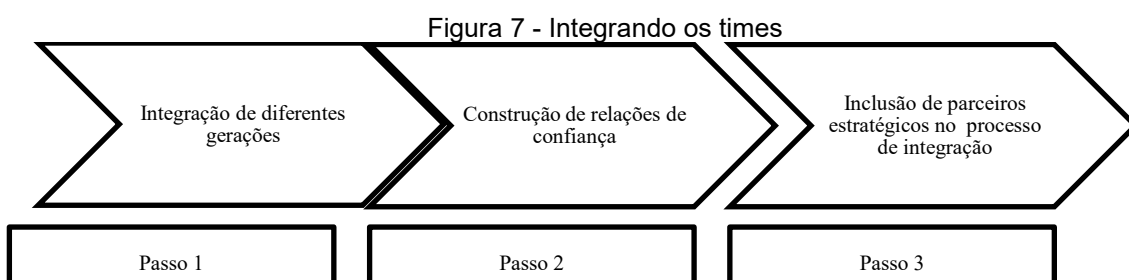 Figura 7 - Integrando os times
Integração de diferentes
gerações
Construção de relações de
confiança
Inclusão de parceiros
estratégicos no processo
de integração
Passo 1
Passo 2
Passo 3